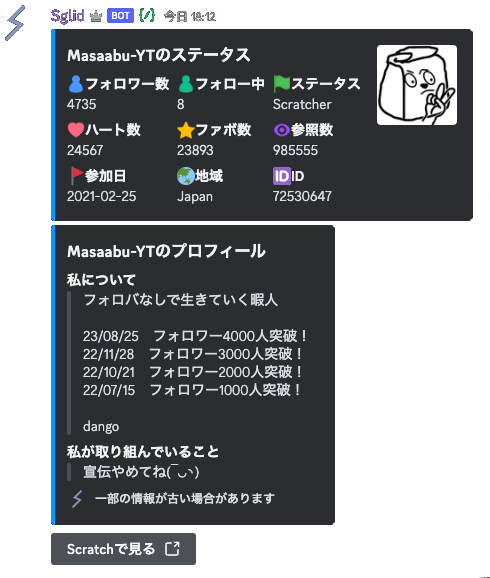 Sglid BOT {/} 今日 18:12
Masaabu-YTのステータス
フォロワー数 フォロー中 ステータス
4735 8 Scratcher
ハート数 ファボ数 参照数
24567 23893 985555
参加日 地域 ID ID
2021-02-25 Japan 72530647
Masaabu-YTのプロフィール
私について
フォロバなしで生きていく暇人
23/08/25 フォロワー4000人突破！
22/11/28 フォロワー3000人突破！
22/10/21 フォロワー2000人突破！
22/07/15 フォロワー1000人突破！
dango
私が取り組んでいること
宣伝やめてね(¯◡◝)
一部の情報が古い場合があります
Scratchで見る